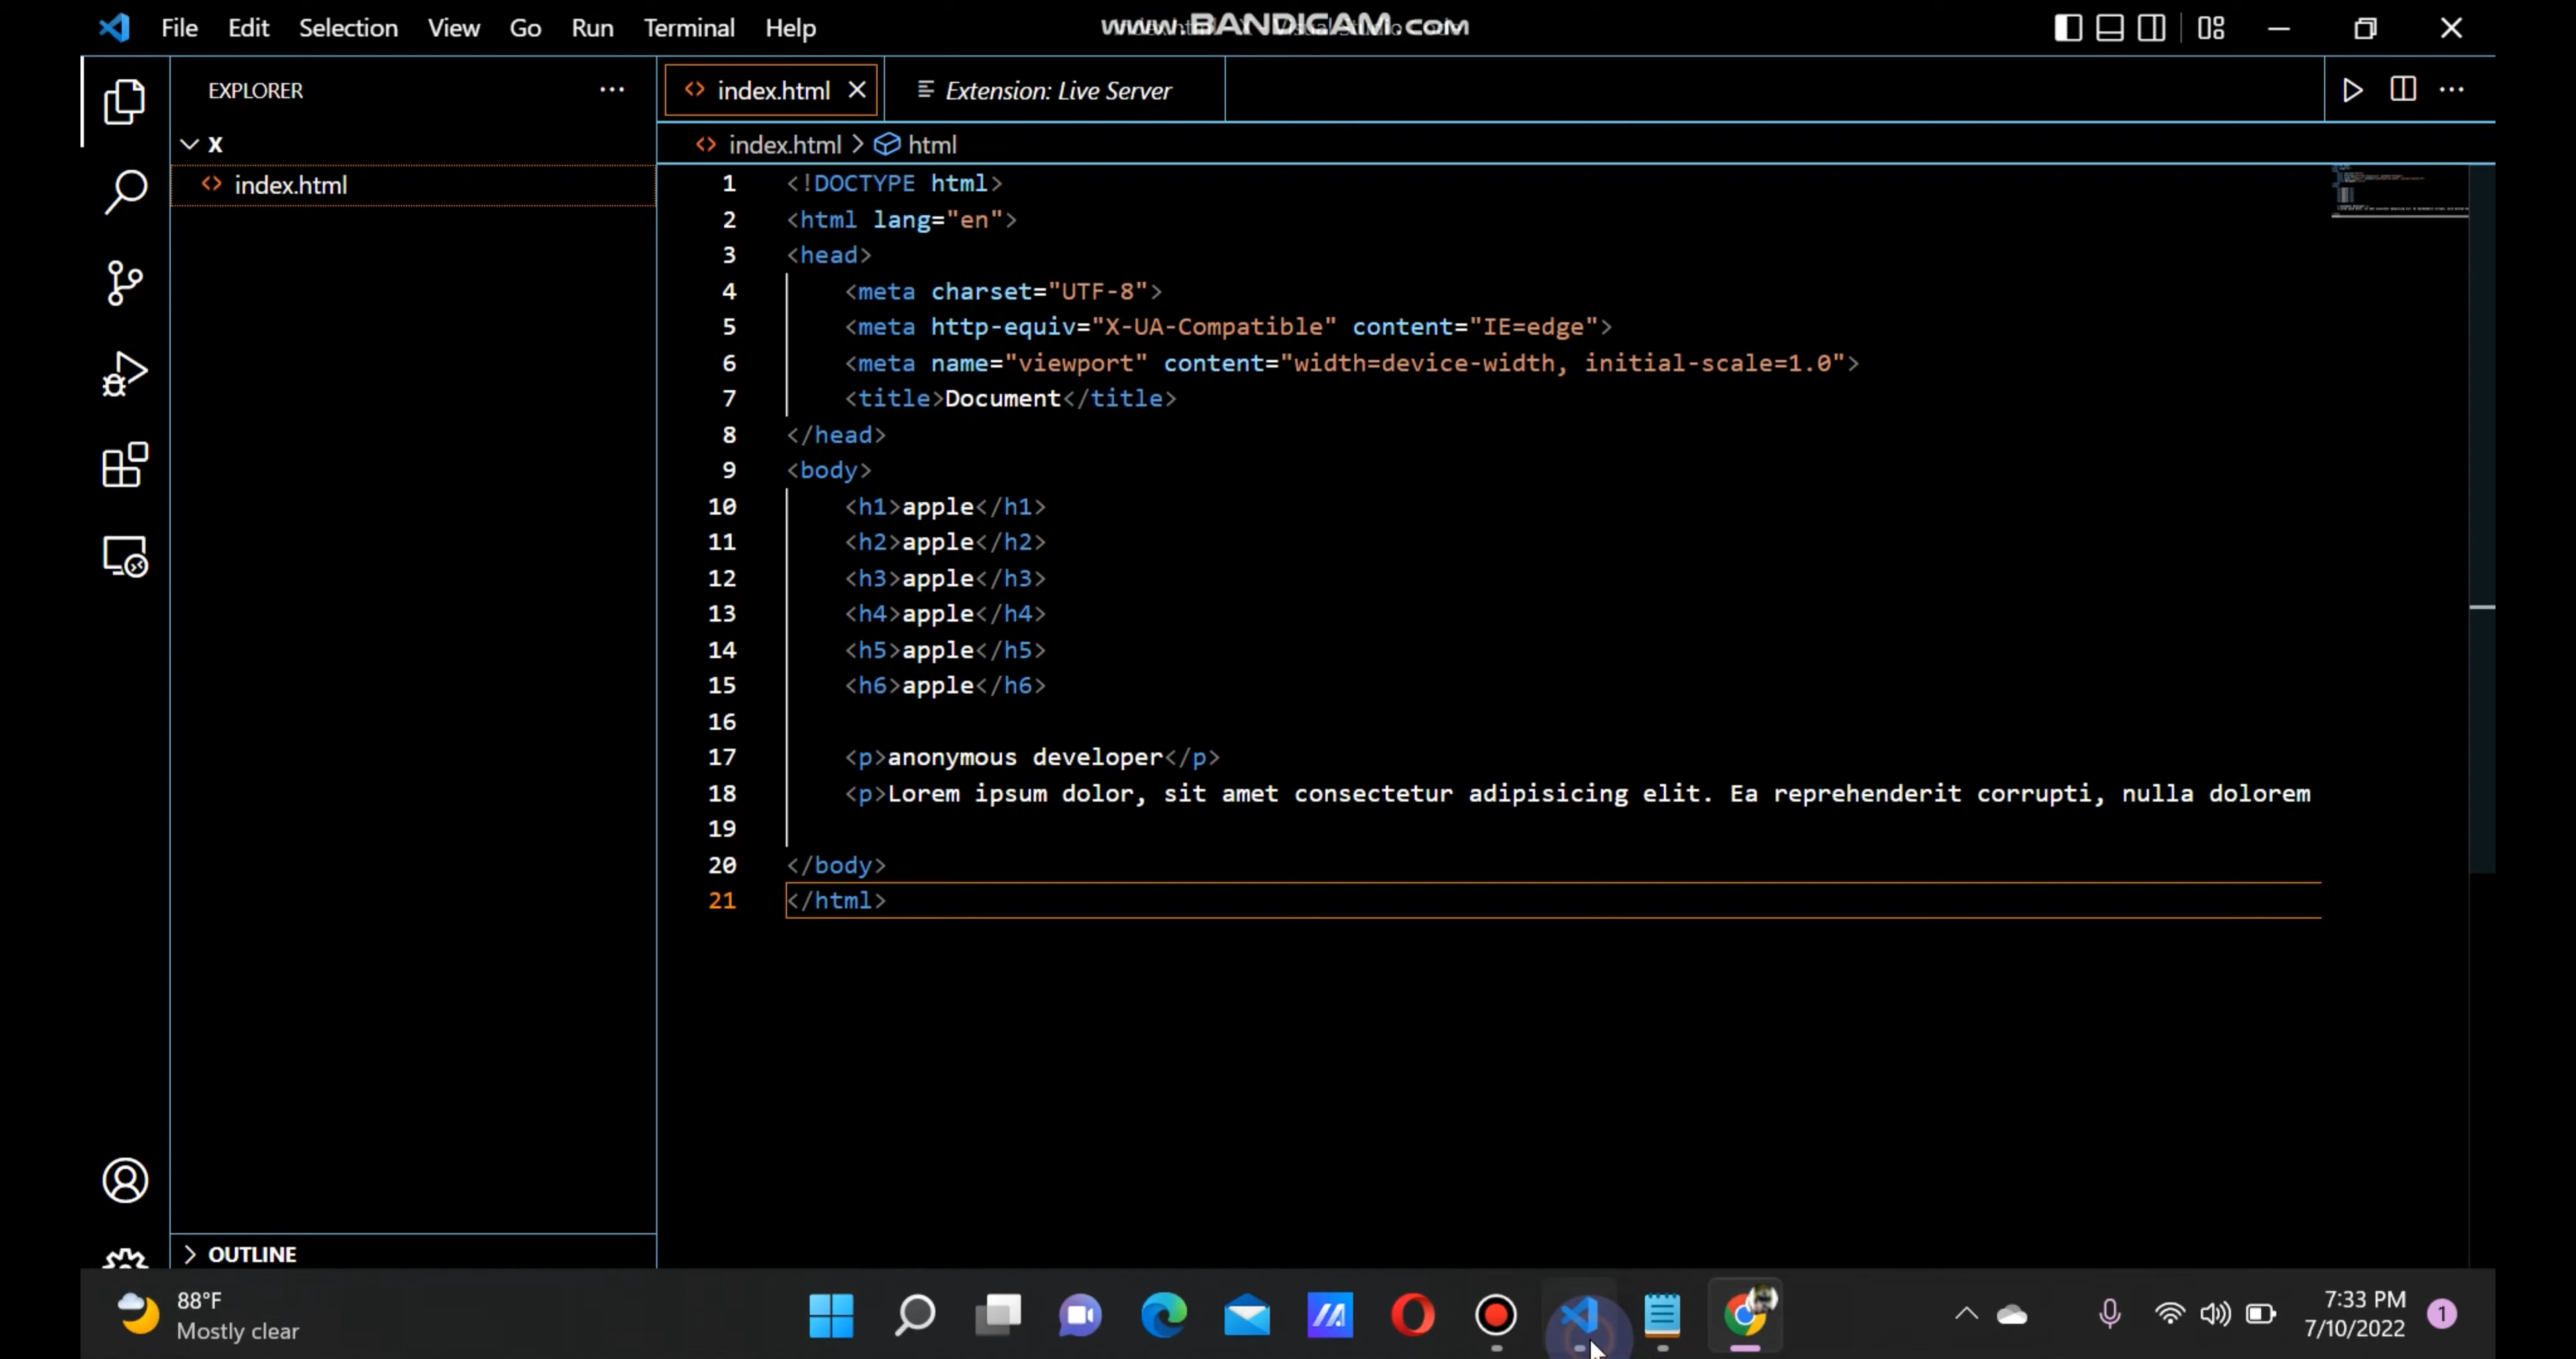 File Edit Selection View Go Run Terminal Help
www.BANDICAM.com
EXPLORER
index.html
Extension: Live Server
X
index.html
index.html > html
1 <!DOCTYPE html>
2 <html lang="en">
3 <head>
4 <meta charset="UTF-8">
5 <meta http-equiv="X-UA-Compatible" content="IE=edge">
6 <meta name="viewport" content="width=device-width, initial-scale=1.0">
7 <title>Document</title>
8 </head>
9 <body>
10 <h1>apple</h1>
11 <h2>apple</h2>
12 <h3>apple</h3>
13 <h4>apple</h4>
14 <h5>apple</h5>
15 <h6>apple</h6>
16
17 <p>anonymous developer</p>
18 <p>Lorem ipsum dolor, sit amet consectetur adipisicing elit. Ea reprehenderit corrupti, nulla dolorem
19
20 </body>
21 </html>
OUTLINE
88°F
Mostly clear
7:33 PM
7/10/2022
1